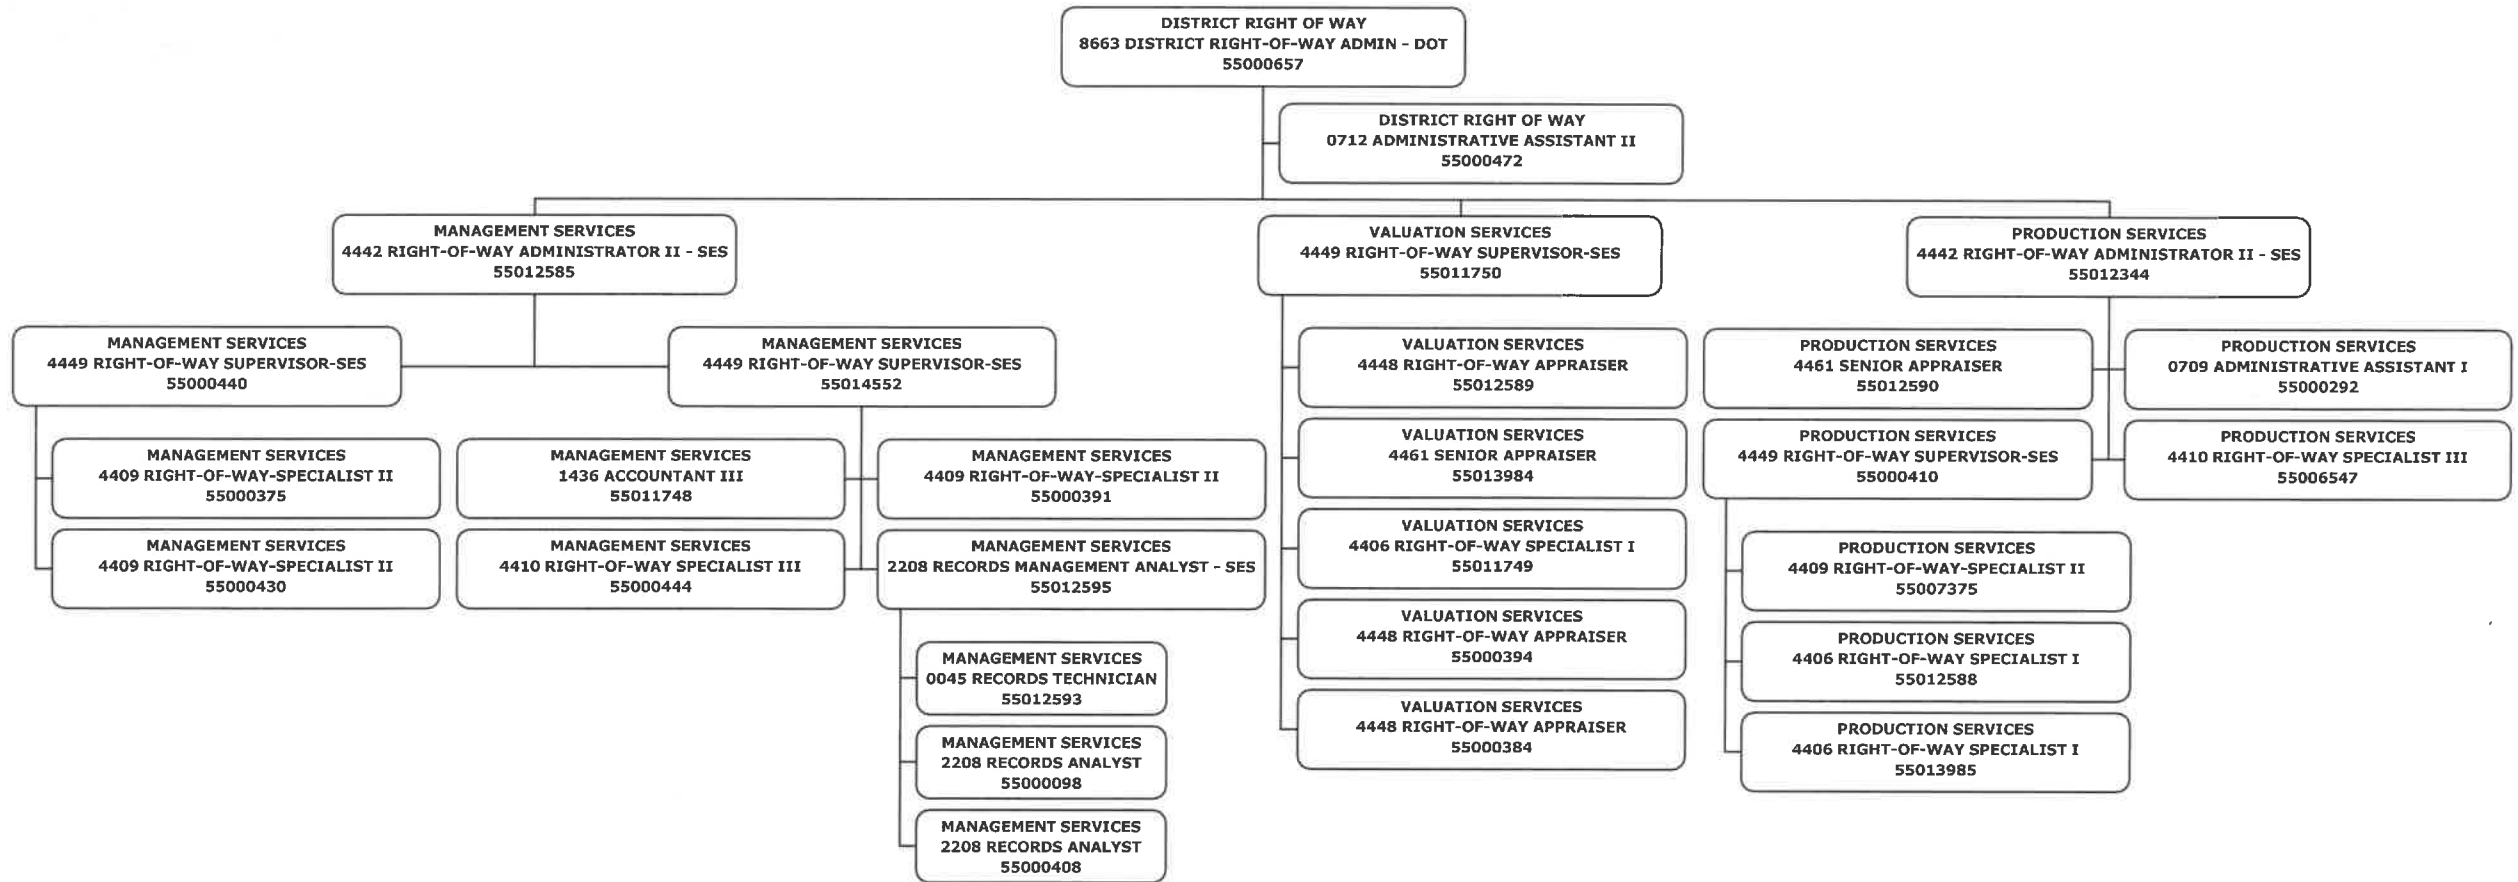 DISTRICT RIGHT OF WAY
8663 DISTRICT RIGHT-OF-WAY ADMIN - DOT
55000657
DISTRICT RIGHT OF WAY
0712 ADMINISTRATIVE ASSISTANT II
55000472
MANAGEMENT SERVICES
4442 RIGHT-OF-WAY ADMINISTRATOR II - SES
55012585
VALUATION SERVICES
4449 RIGHT-OF-WAY SUPERVISOR-SES
55011750
PRODUCTION SERVICES
4442 RIGHT-OF-WAY ADMINISTRATOR II - SES
55012344
MANAGEMENT SERVICES
4449 RIGHT-OF-WAY SUPERVISOR-SES
55000440
MANAGEMENT SERVICES
4449 RIGHT-OF-WAY SUPERVISOR-SES
55014552
MANAGEMENT SERVICES
4409 RIGHT-OF-WAY-SPECIALIST II
55000375
MANAGEMENT SERVICES
4409 RIGHT-OF-WAY-SPECIALIST II
55000430
MANAGEMENT SERVICES
1436 ACCOUNTANT III
55011748
MANAGEMENT SERVICES
4409 RIGHT-OF-WAY-SPECIALIST II
55000391
MANAGEMENT SERVICES
4410 RIGHT-OF-WAY SPECIALIST III
55000444
MANAGEMENT SERVICES
2208 RECORDS MANAGEMENT ANALYST - SES
55012595
MANAGEMENT SERVICES
0045 RECORDS TECHNICIAN
55012593
MANAGEMENT SERVICES
2208 RECORDS ANALYST
55000098
MANAGEMENT SERVICES
2208 RECORDS ANALYST
55000408
VALUATION SERVICES
4448 RIGHT-OF-WAY APPRAISER
55012589
VALUATION SERVICES
4461 SENIOR APPRAISER
55013984
VALUATION SERVICES
4406 RIGHT-OF-WAY SPECIALIST I
55011749
VALUATION SERVICES
4448 RIGHT-OF-WAY APPRAISER
55000394
VALUATION SERVICES
4448 RIGHT-OF-WAY APPRAISER
55000384
PRODUCTION SERVICES
4461 SENIOR APPRAISER
55012590
PRODUCTION SERVICES
0709 ADMINISTRATIVE ASSISTANT I
55000292
PRODUCTION SERVICES
4449 RIGHT-OF-WAY SUPERVISOR-SES
55000410
PRODUCTION SERVICES
4410 RIGHT-OF-WAY SPECIALIST III
55006547
PRODUCTION SERVICES
4409 RIGHT-OF-WAY-SPECIALIST II
55007375
PRODUCTION SERVICES
4406 RIGHT-OF-WAY SPECIALIST I
55012588
PRODUCTION SERVICES
4406 RIGHT-OF-WAY SPECIALIST I
55013985